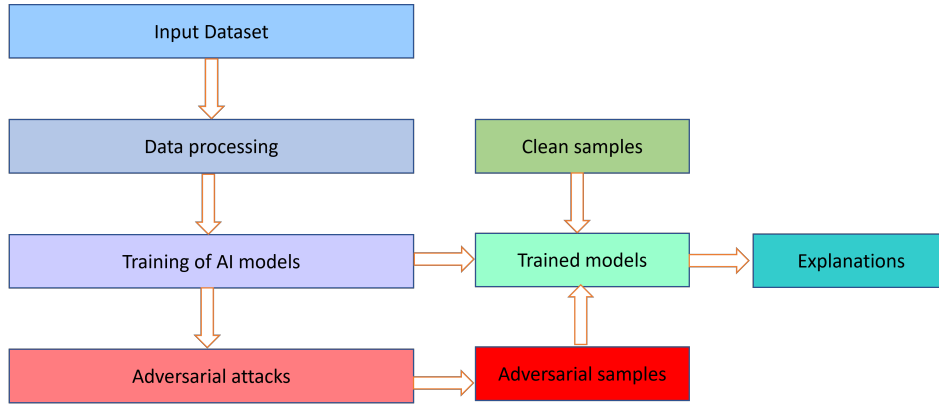 Input Dataset
Data processing
Clean samples
Training of AI models
Trained models
Explanations
Adversarial attacks
Adversarial samples